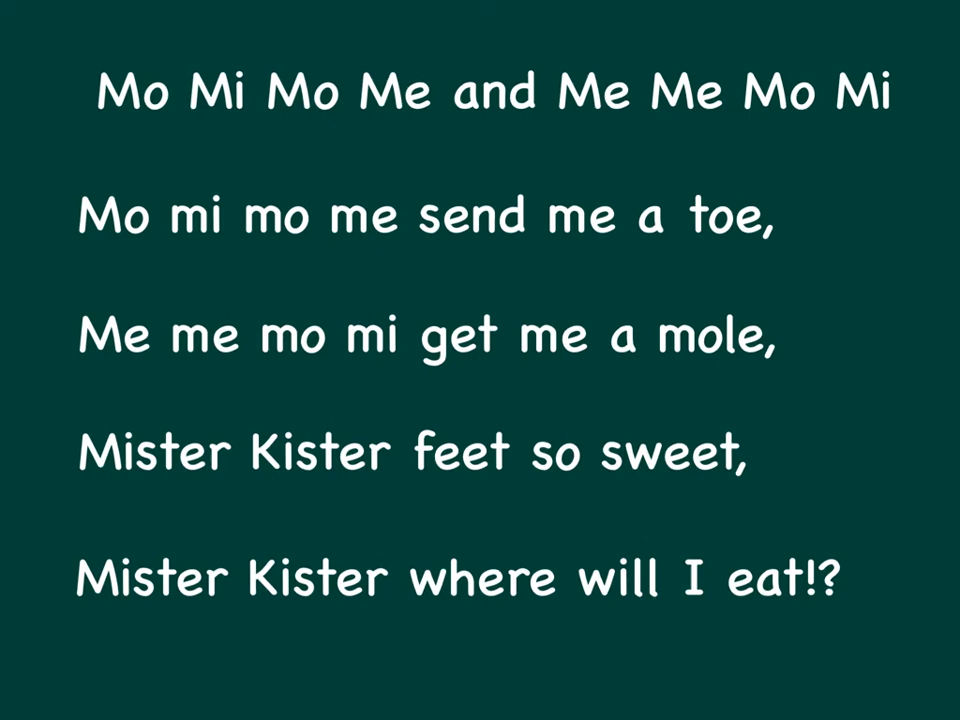 Mo Mi Mo Me and Me Me Mo Mi
Mo mi mo me send me a toe,
Me me mo mi get me a mole,
Mister Kister feet so sweet,
Mister Kister where will I eat!?